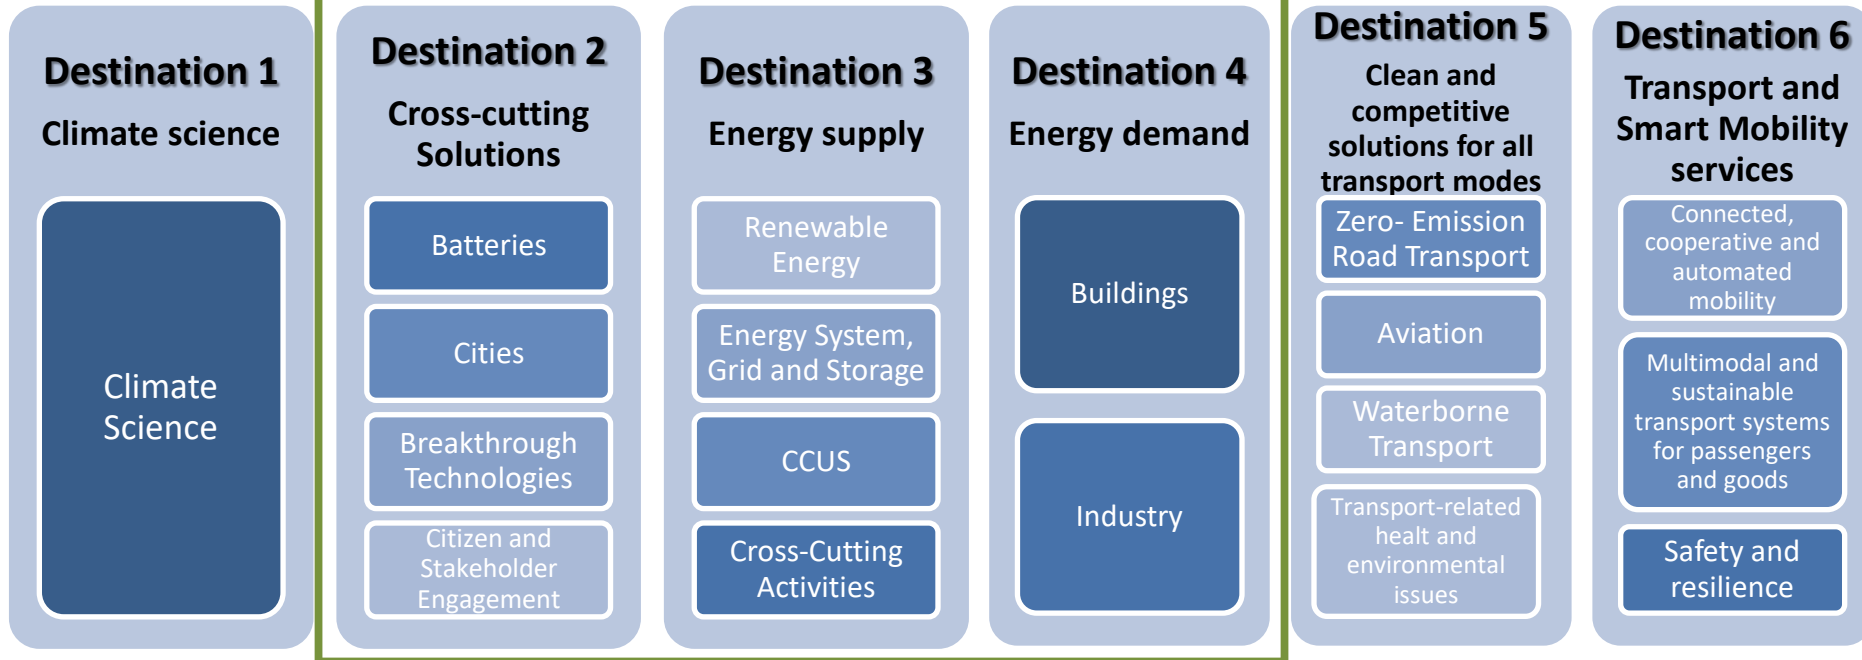 Destination 1
Climate science
Climate
Science
Destination 2
Cross-cutting
Solutions
Batteries
Cities
Breakthrough
Technologies
Citizen and
Stakeholder
Engagement
Destination 3
Energy supply
Renewable
Energy
Energy System,
Grid and Storage
CCUS
Cross-Cutting
Activities
Destination 4
Energy demand
Buildings
Industry
Destination 5
Clean and
competitive
solutions for all
transport modes
Zero- Emission
Road Transport
Aviation
Waterborne
Transport
Transport-related
healt and
environmental
issues
Destination 6
Transport and
Smart Mobility
services
Connected,
cooperative and
automated
mobility
Multimodal and
sustainable
transport systems
for passengers
and goods
Safety and
resilience